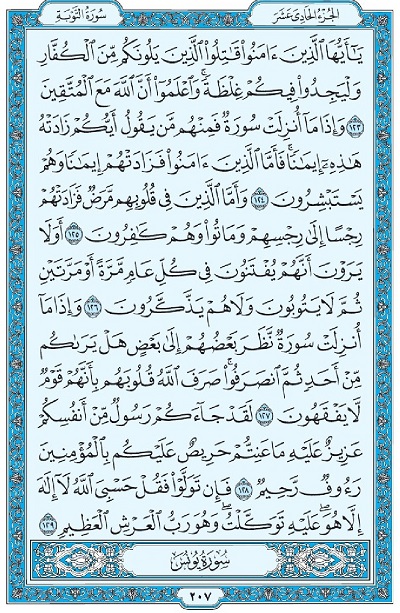 سُورَةُ التَّوْبَةِ
الجُزْءُ الحَادِي عَشَرَ
يَٰٓأَيُّهَا ٱلَّذِينَ ءَامَنُوا۟ قَٰتِلُوا۟ ٱلَّذِينَ يَلُونَكُم مِّنَ ٱلْكُفَّارِ
وَلْيَجِدُوا۟ فِيكُمْ غِلْظَةً ۚ وَٱعْلَمُوٓا۟ أَنَّ ٱللَّهَ مَعَ ٱلْمُتَّقِينَ
١٢٣ وَإِذَا مَآ أُنزِلَتْ سُورَةٌ فَمِنْهُم مَّن يَقُولُ أَيُّكُمْ زَادَتْهُ
هَٰذِهِۦٓ إِيمَٰنًا ۚ فَأَمَّا ٱلَّذِينَ ءَامَنُوا۟ فَزَادَتْهُمْ إِيمَٰنًا وَهُمْ
يَسْتَبْشِرُونَ ١٢٤ وَأَمَّا ٱلَّذِينَ فِى قُلُوبِهِم مَّرَضٌ فَزَادَتْهُمْ
رِجْسًا إِلَىٰ رِجْسِهِمْ وَمَاتُوا۟ وَهُمْ كَٰفِرُونَ ١٢٥ أَوَلَا
يَرَوْنَ أَنَّهُمْ يُفْتَنُونَ فِى كُلِّ عَامٍ مَّرَّةً أَوْ مَرَّتَيْنِ
ثُمَّ لَا يَتُوبُونَ وَلَا هُمْ يَذَّكَّرُونَ ١٢٦ وَإِذَا مَآ
أُنزِلَتْ سُورَةٌ نَّظَرَ بَعْضُهُمْ إِلَىٰ بَعْضٍ هَلْ يَرَىٰكُم
مِّنْ أَحَدٍ ثُمَّ ٱنصَرَفُوا۟ ۚ صَرَفَ ٱللَّهُ قُلُوبَهُم بِأَنَّهُمْ قَوْمٌ
لَّا يَفْقَهُونَ ١٢٧ لَقَدْ جَآءَكُمْ رَسُولٌ مِّنْ أَنفُسِكُمْ
عَزِيزٌ عَلَيْهِ مَا عَنِتُّمْ حَرِيصٌ عَلَيْكُم بِٱلْمُؤْمِنِينَ
رَءُوفٌ رَّحِيمٌ ١٢٨ فَإِن تَوَلَّوْا۟ فَقُلْ حَسْبِىَ ٱللَّهُ لَآ إِلَٰهَ
إِلَّا هُوَ ۖ عَلَيْهِ تَوَكَّلْتُ ۖ وَهُوَ رَبُّ ٱلْعَرْشِ ٱلْعَظِيمِ ١٢٩
سُورَةُ يُونُسَ
٢٠٧